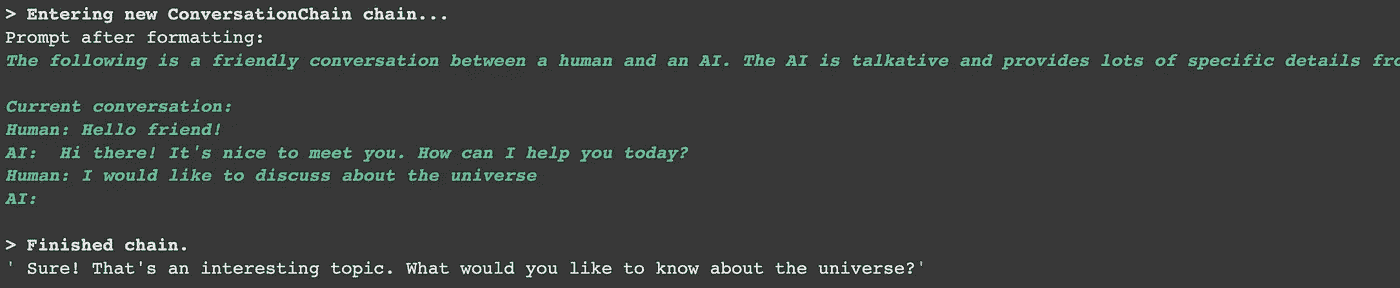 > Entering new ConversationChain chain...
Prompt after formatting:
The following is a friendly conversation between a human and an AI. The AI is talkative and provides lots of specific details fro
Current conversation:
Human: Hello friend!
AI:  Hi there! It's nice to meet you. How can I help you today?
Human: I would like to discuss about the universe
AI:
> Finished chain.
' Sure! That's an interesting topic. What would you like to know about the universe?'